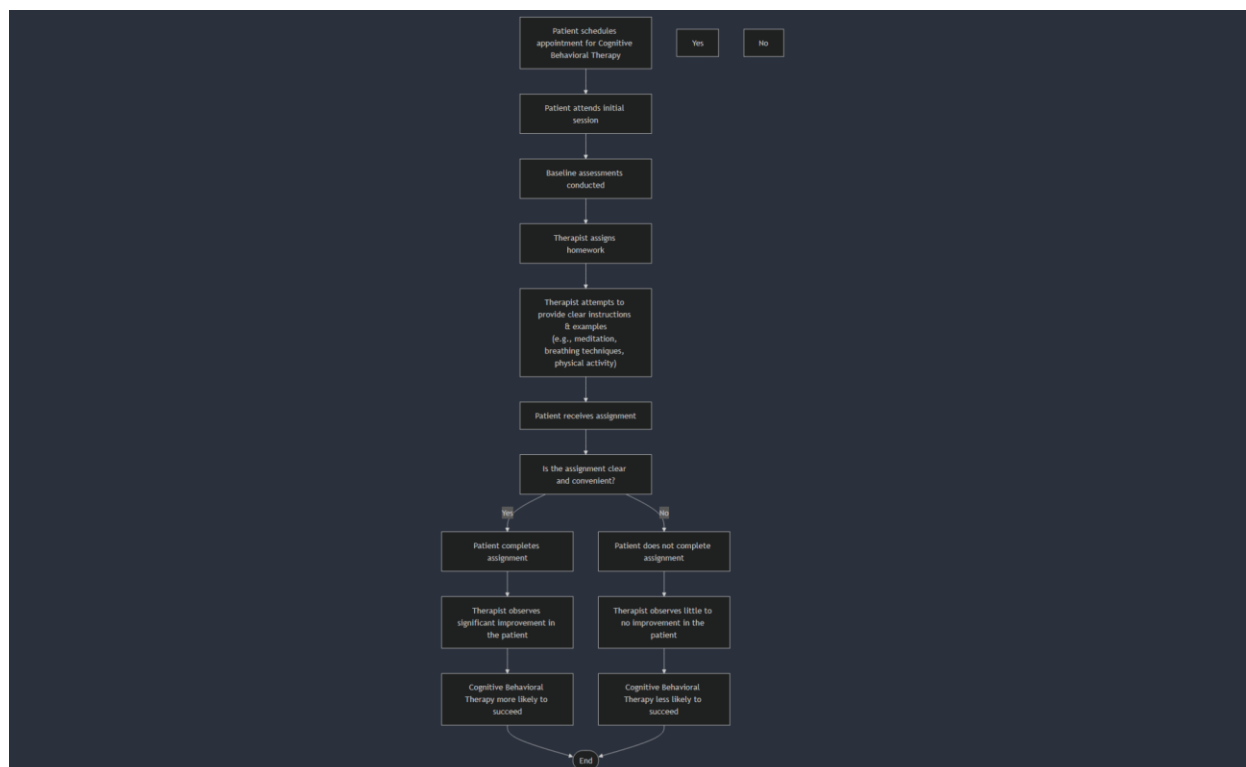 Patient schedules
appointment for Cognitive
Behavioral Therapy
Yes
No
Patient attends initial
session
Baseline assessments
conducted
Therapist assigns
homework
Therapist attempts to
provide clear instructions
& examples
(e.g., meditation,
breathing techniques,
physical activity)
Patient receives assignment
Is the assignment clear
and convenient?
Yes
No
Patient completes
assignment
Patient does not complete
assignment
Therapist observes
significant improvement in
the patient
Therapist observes little to
no improvement in the
patient
Cognitive Behavioral
Therapy more likely to
succeed
Cognitive Behavioral
Therapy less likely to
succeed
End